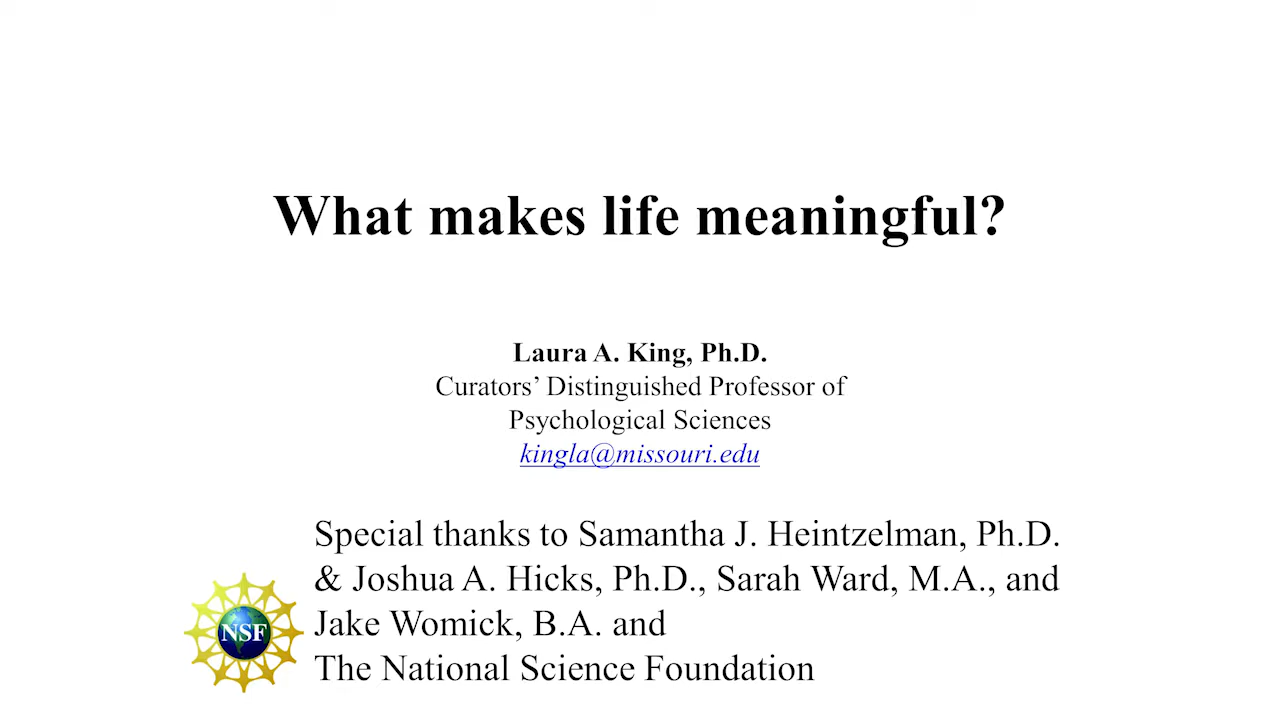 What makes life meaningful?
Laura A. King, Ph.D.
Curators’ Distinguished Professor of
Psychological Sciences
kingla@missouri.edu
Special thanks to Samantha J. Heintzelman, Ph.D.
& Joshua A. Hicks, Ph.D., Sarah Ward, M.A., and
Jake Womick, B.A. and
The National Science Foundation
NSF